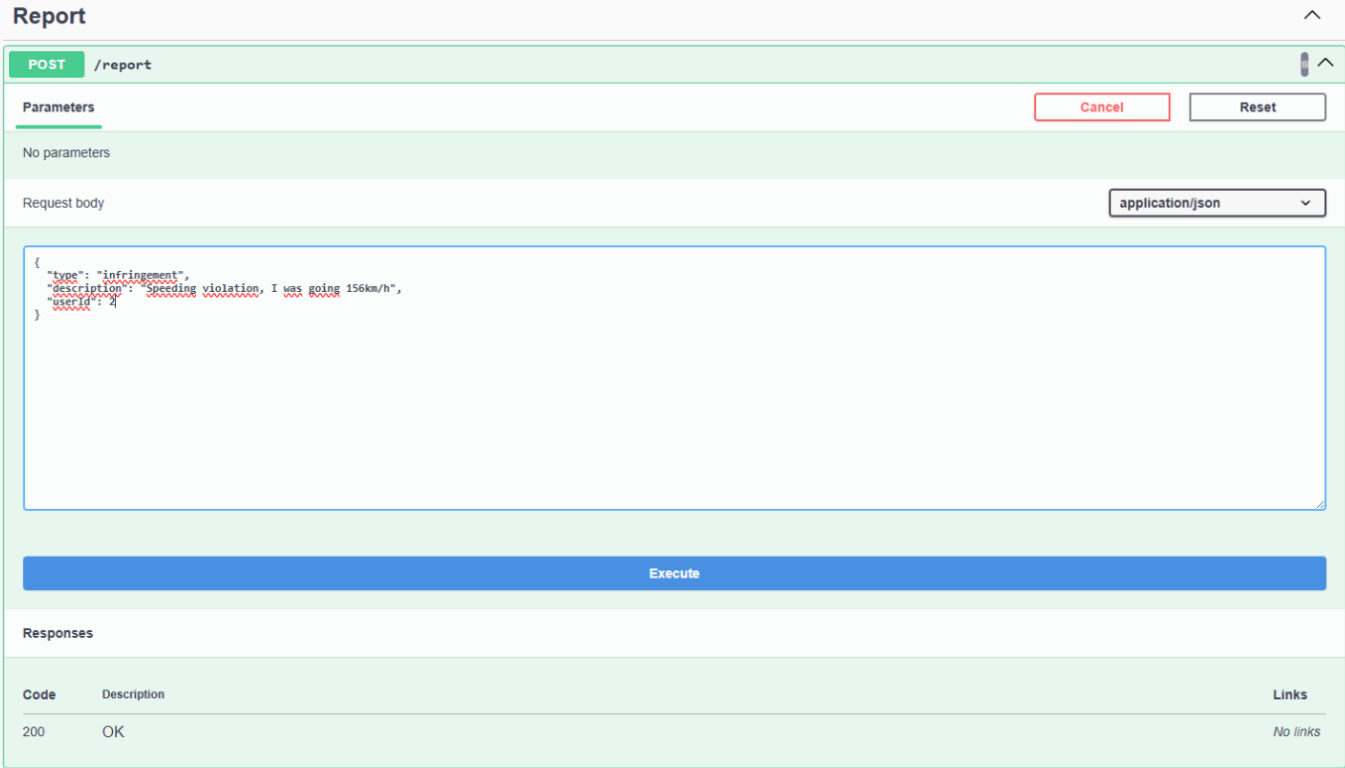 Report
POST /report
Parameters Cancel Reset
No parameters
Request body application/json
{
  "type": "infringement",
  "description": "Speeding violation, I was going 156km/h",
  "userId": 2
}
Execute
Responses
Code Description Links
200 OK No links